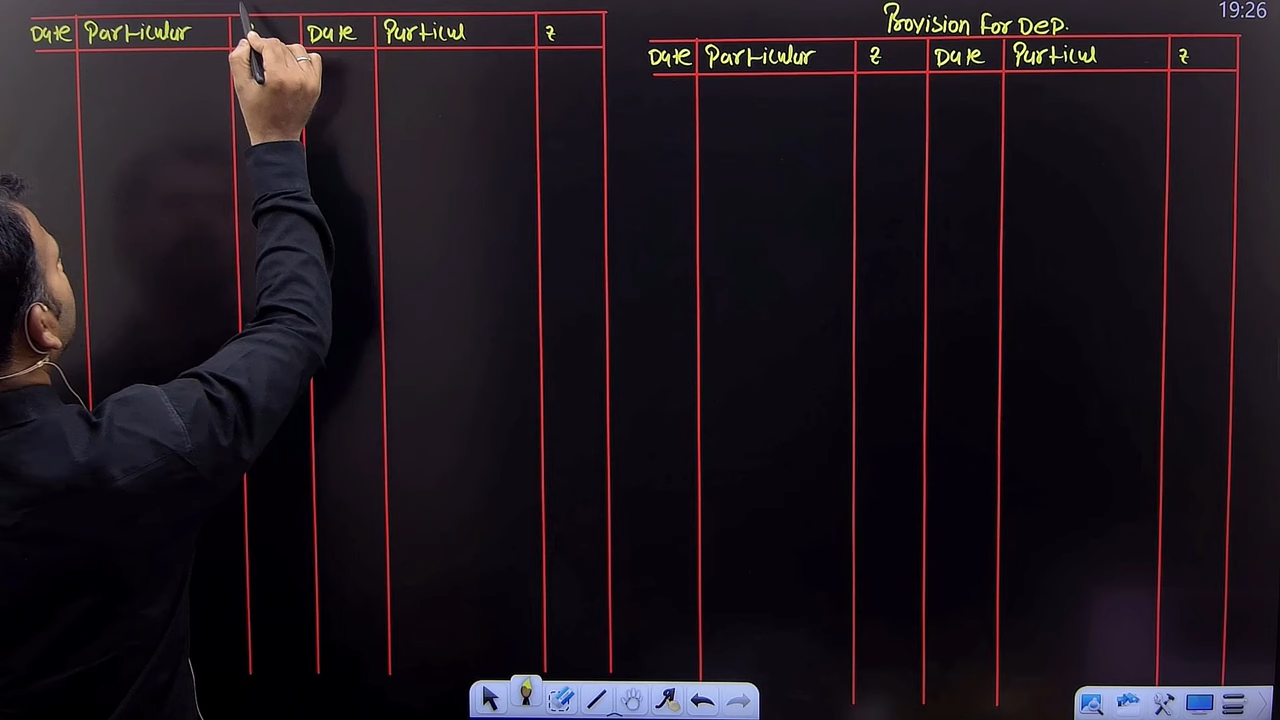 19:26
Provision For Dep.
Date Particular Date Particul z
Date Particular z Date Particul z